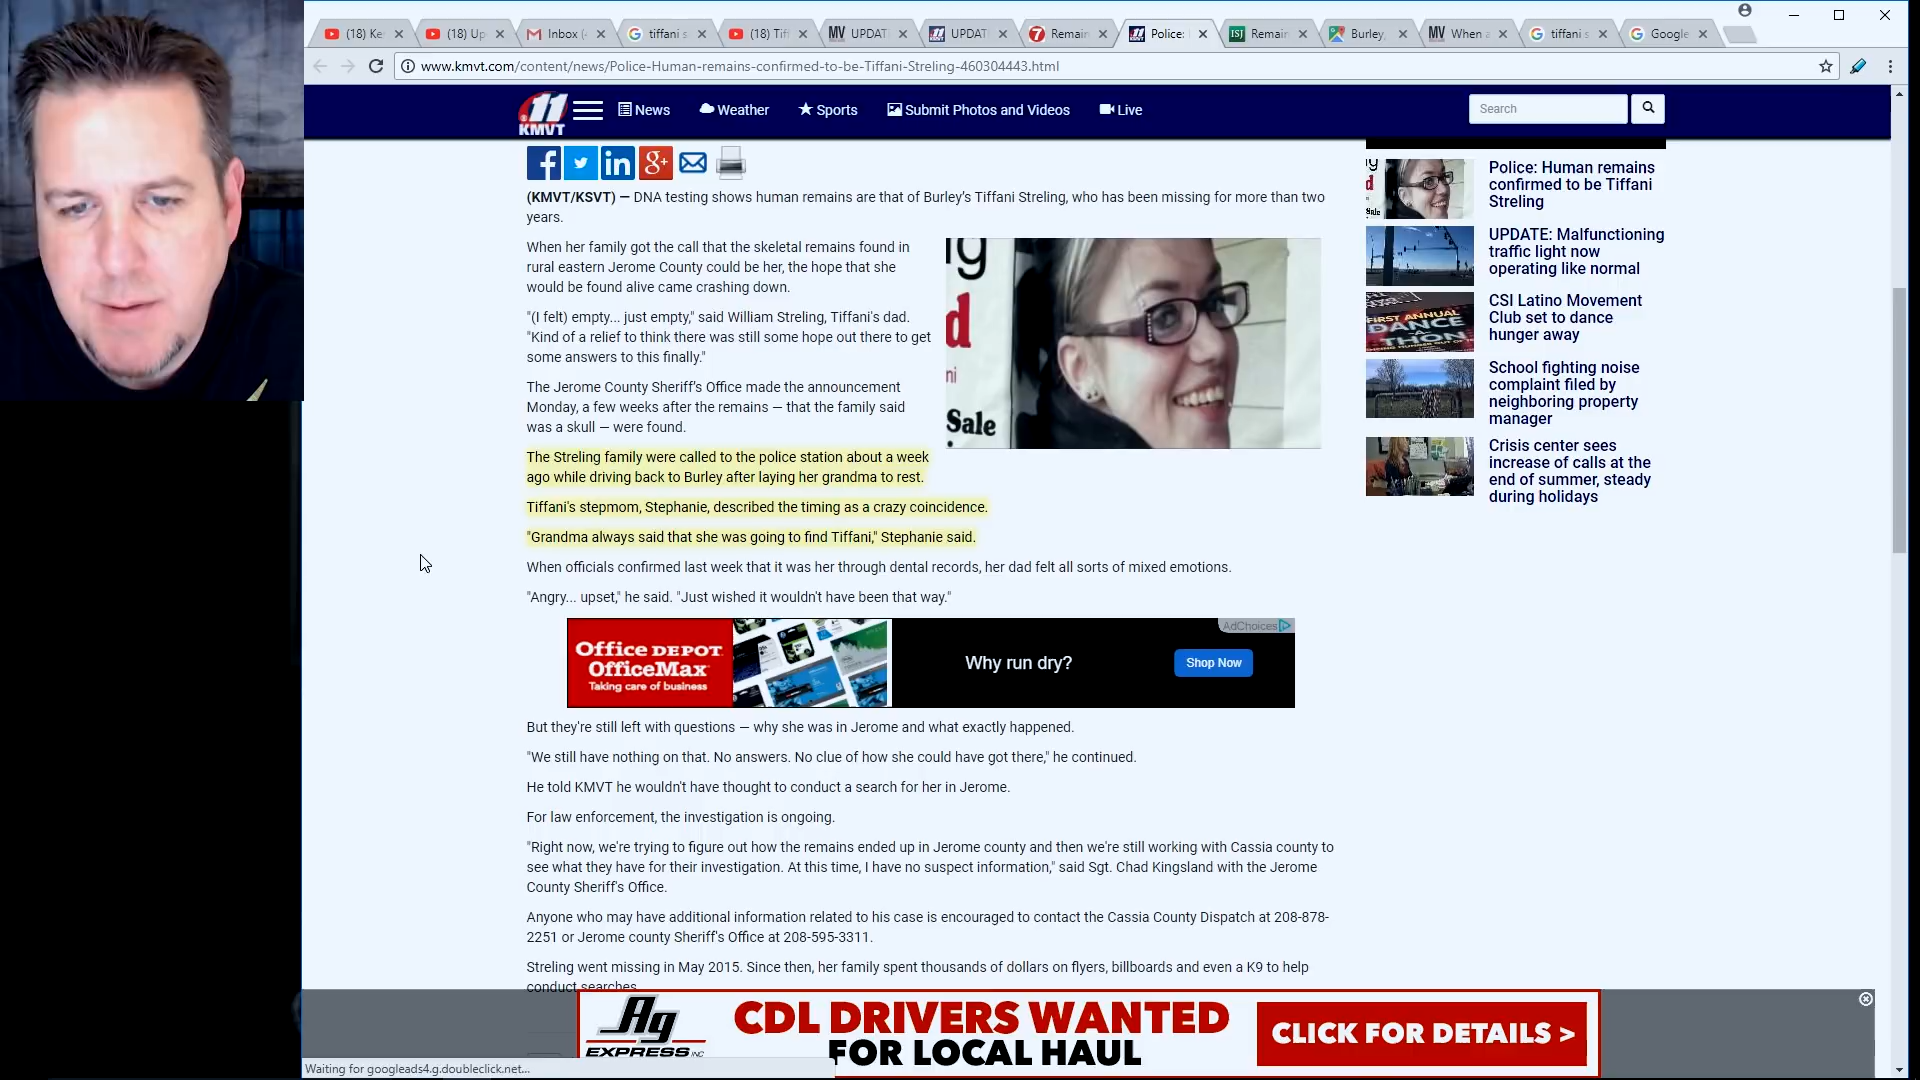 (18) Ke
(18) Up
Inbox (
tiffani s
(18) Tif
MV UPDAT
UPDAT
Remain
Police:
ISJ Remain
Burley,
MV When a
tiffani s
Google
www.kmvt.com/content/news/Police-Human-remains-confirmed-to-be-Tiffani-Streling-460304443.html
11 KMVT
News
Weather
Sports
Submit Photos and Videos
Live
Search
(KMVT/KSVT) — DNA testing shows human remains are that of Burley's Tiffani Streling, who has been missing for more than two
years.
When her family got the call that the skeletal remains found in
rural eastern Jerome County could be her, the hope that she
would be found alive came crashing down.
"(I felt) empty... just empty," said William Streling, Tiffani's dad.
"Kind of a relief to think there was still some hope out there to get
some answers to this finally."
The Jerome County Sheriff's Office made the announcement
Monday, a few weeks after the remains — that the family said
was a skull — were found.
Sale
The Streling family were called to the police station about a week
ago while driving back to Burley after laying her grandma to rest.
Tiffani's stepmom, Stephanie, described the timing as a crazy coincidence.
"Grandma always said that she was going to find Tiffani," Stephanie said.
When officials confirmed last week that it was her through dental records, her dad felt all sorts of mixed emotions.
"Angry... upset," he said. "Just wished it wouldn't have been that way."
Office DEPOT
OfficeMax
Taking care of business
Why run dry?
Shop Now
AdChoices
But they're still left with questions — why she was in Jerome and what exactly happened.
"We still have nothing on that. No answers. No clue of how she could have got there," he continued.
He told KMVT he wouldn't have thought to conduct a search for her in Jerome.
For law enforcement, the investigation is ongoing.
"Right now, we're trying to figure out how the remains ended up in Jerome county and then we're still working with Cassia county to
see what they have for their investigation. At this time, I have no suspect information," said Sgt. Chad Kingsland with the Jerome
County Sheriff's Office.
Anyone who may have additional information related to his case is encouraged to contact the Cassia County Dispatch at 208-878-
2251 or Jerome county Sheriff's Office at 208-595-3311.
Streling went missing in May 2015. Since then, her family spent thousands of dollars on flyers, billboards and even a K9 to help
conduct searches.
Police: Human remains
confirmed to be Tiffani
Streling
UPDATE: Malfunctioning
traffic light now
operating like normal
FIRST ANNUAL
DANCE
A
THON
CSI Latino Movement
Club set to dance
hunger away
School fighting noise
complaint filed by
neighboring property
manager
Crisis center sees
increase of calls at the
end of summer, steady
during holidays
Ag
EXPRESS INC
CDL DRIVERS WANTED
FOR LOCAL HAUL
CLICK FOR DETAILS >
Waiting for googleads4.g.doubleclick.net...